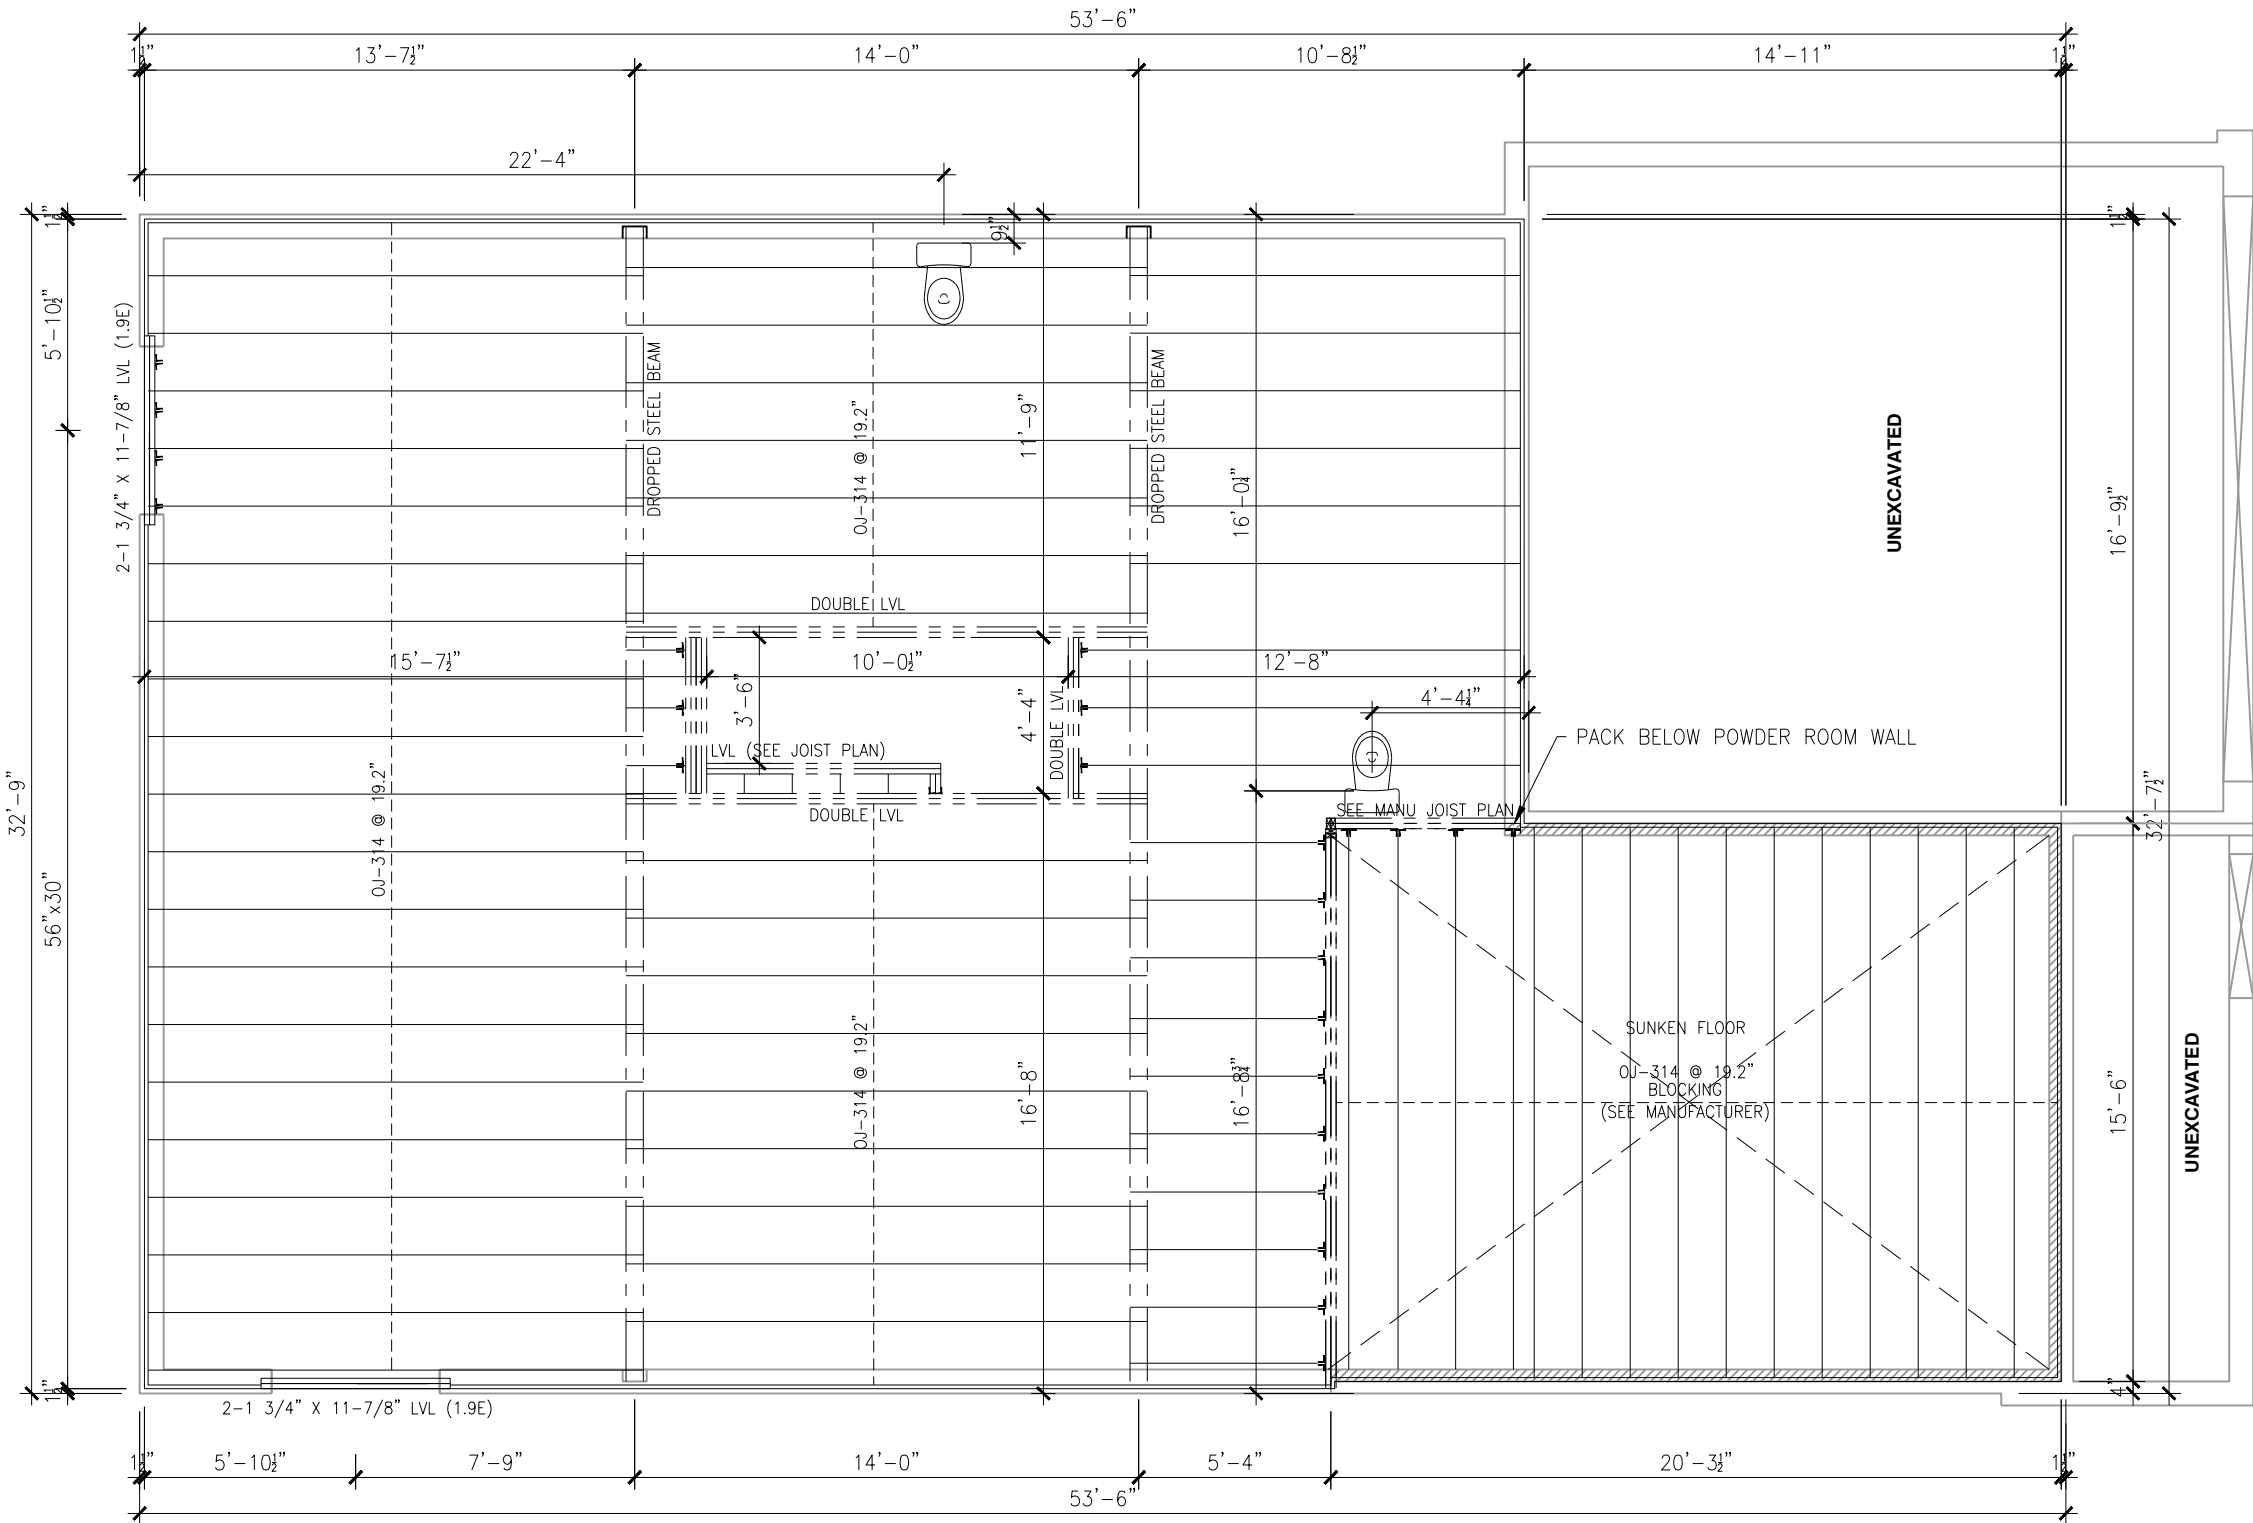 53'-6"
1½"
13'-7½"
14'-0"
10'-8½"
14'-11"
1½"
22'-4"
1½"
9½"
1½"
5'-10½"
2-1 3/4" X 11-7/8" LVL (1.9E)
DROPPED STEEL BEAM
OJ-314 @ 19.2"
11'-9"
DROPPED STEEL BEAM
16'-0¼"
UNEXCAVATED
16'-9½"
DOUBLE LVL
15'-7½"
10'-0½"
12'-8"
3'-6"
4'-4"
DOUBLE LVL
4'-4¼"
PACK BELOW POWDER ROOM WALL
LVL (SEE JOIST PLAN)
DOUBLE LVL
SEE MANU JOIST PLAN
32'-9"
OJ-314 @ 19.2"
32'-7½"
56"x30"
SUNKEN FLOOR
OJ-314 @ 19.2"
BLOCKING
(SEE MANUFACTURER)
OJ-314 @ 19.2"
16'-8"
16'-8¾"
15'-6"
UNEXCAVATED
1½"
4"
2-1 3/4" X 11-7/8" LVL (1.9E)
1½"
5'-10½"
7'-9"
14'-0"
5'-4"
20'-3½"
1½"
53'-6"